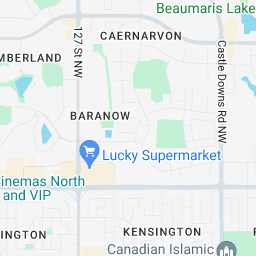 Beaumaris Lake
CAERNARVON
MBERLAND
127 St NW
Castle Downs Rd NW
BARANOW
Lucky Supermarket
inemas North
and VIP
INGTON
KENSINGTON
Canadian Islamic